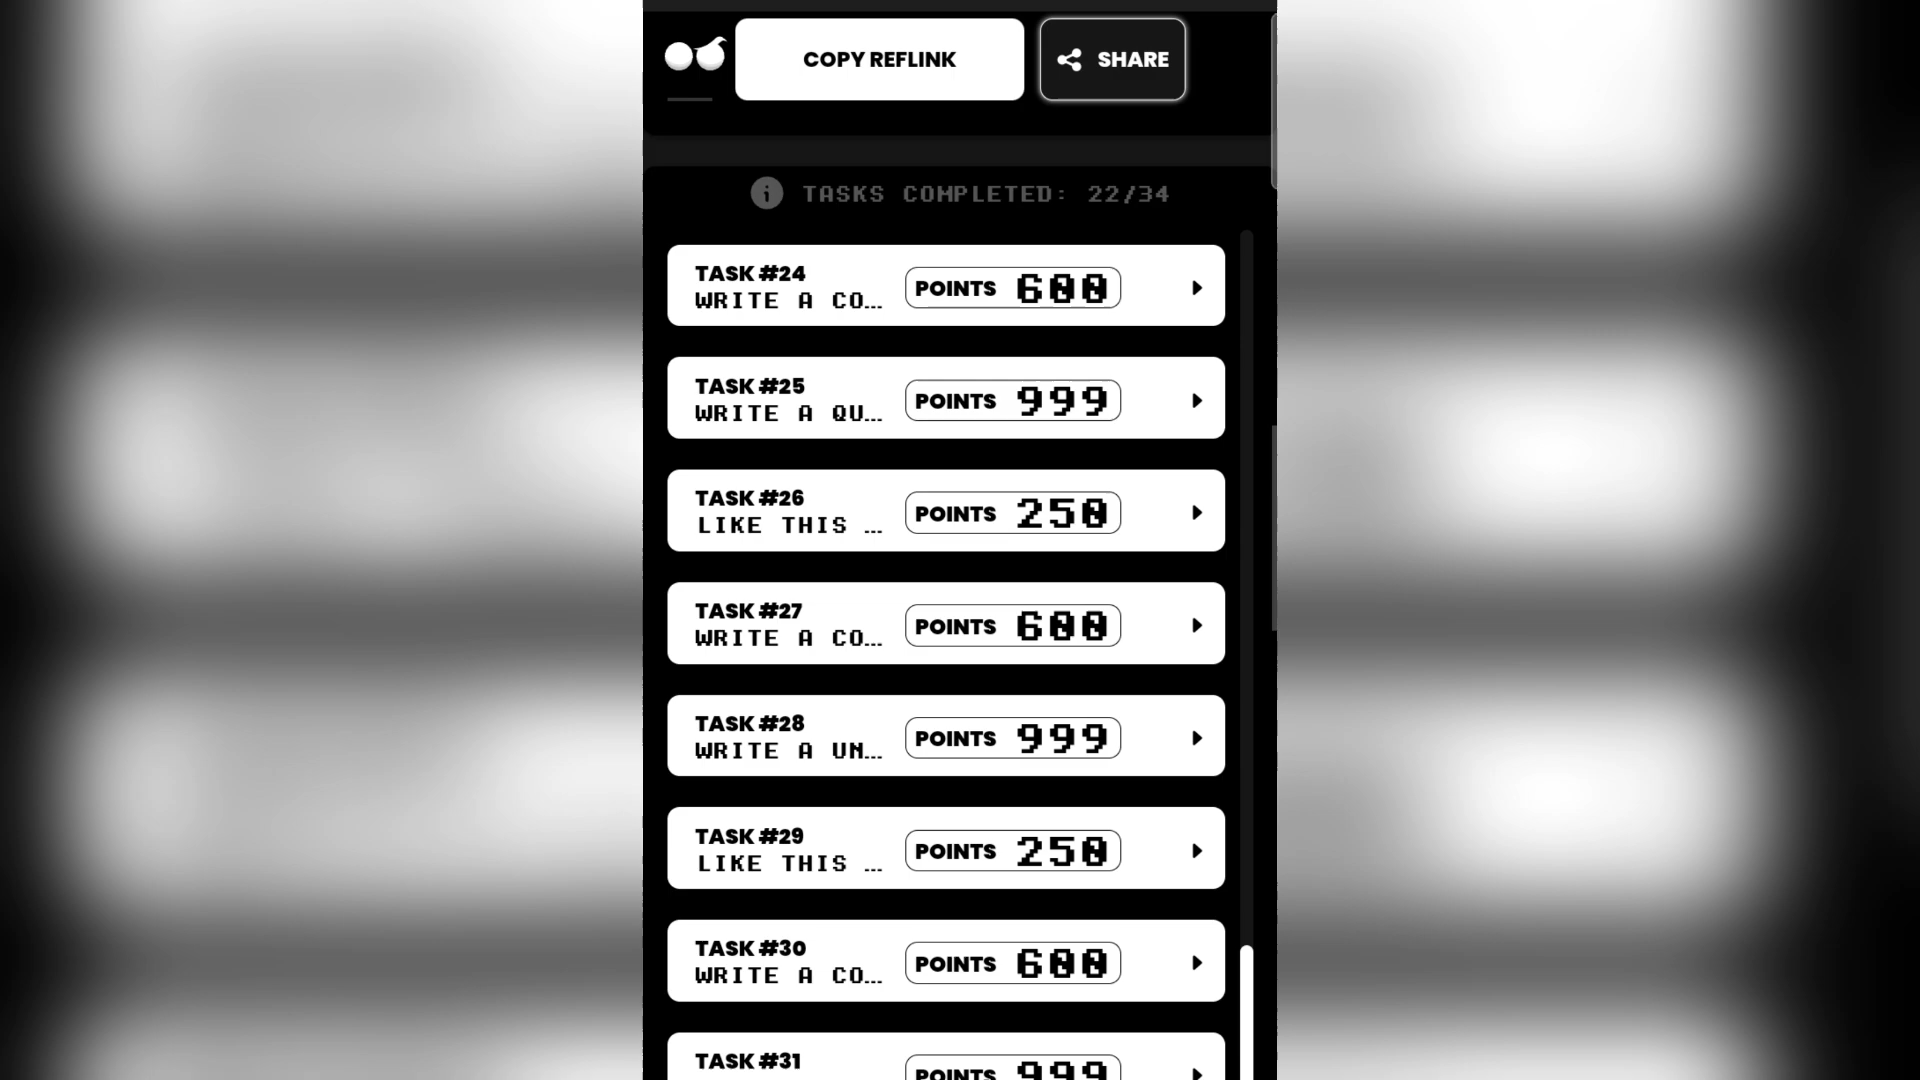 COPY REFLINK
SHARE
TASKS COMPLETED: 22/34
TASK #24
WRITE A CO...
POINTS 600
TASK #25
WRITE A QU...
POINTS 999
TASK #26
LIKE THIS ...
POINTS 250
TASK #27
WRITE A CO...
POINTS 600
TASK #28
WRITE A UN...
POINTS 999
TASK #29
LIKE THIS ...
POINTS 250
TASK #30
WRITE A CO...
POINTS 600
TASK #31
POINTS 999